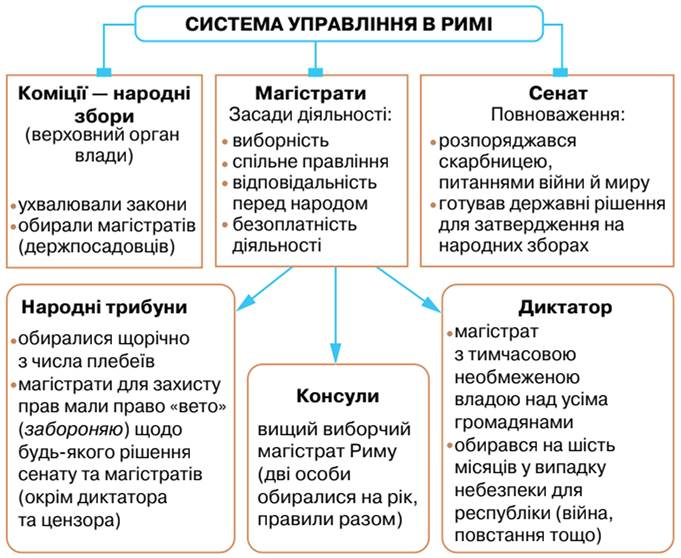 СИСТЕМА УПРАВЛІННЯ В РИМІ
Коміції — народні
збори
(верховний орган
влади)
• ухвалювали закони
• обирали магістратів
(держпосадовців)
Магістрати
Засади діяльності:
• виборність
• спільне правління
• відповідальність
перед народом
• безоплатність
діяльності
Сенат
Повноваження:
• розпоряджався
скарбницею,
питаннями війни й миру
• готував державні рішення
для затвердження на
народних зборах
Народні трибуни
• обиралися щорічно
з числа плебеїв
• магістрати для захисту
прав мали право «вето»
(забороняю) щодо
будь-якого рішення
сенату та магістратів
(окрім диктатора
та цензора)
Консули
вищий виборчий
магістрат Риму
(дві особи
обиралися на рік,
правили разом)
Диктатор
• магістрат
з тимчасовою
необмеженою
владою над усіма
громадянами
• обирався на шість
місяців у випадку
небезпеки для
республіки (війна,
повстання тощо)